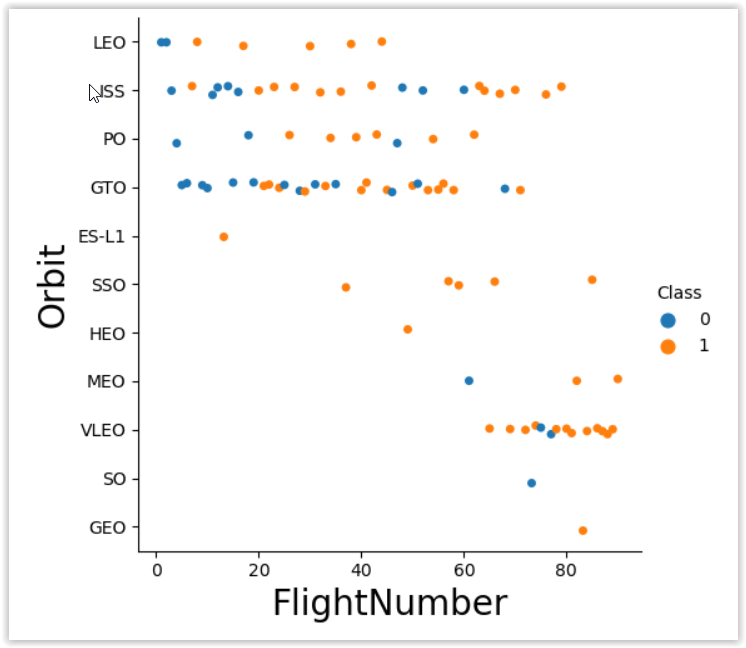 LEO
ISS
PO
GTO
ES-L1
SSO
HEO
MEO
VLEO
SO
GEO
Orbit
0 20 40 60 80
FlightNumber
Class
0
1